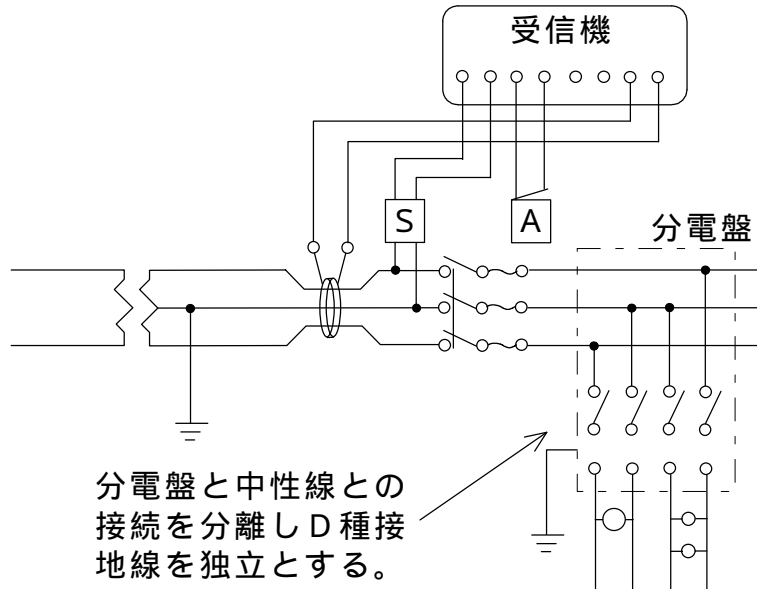 受信機
S
A
分電盤
分電盤と中性線との
接続を分離しD種接
地線を独立とする。